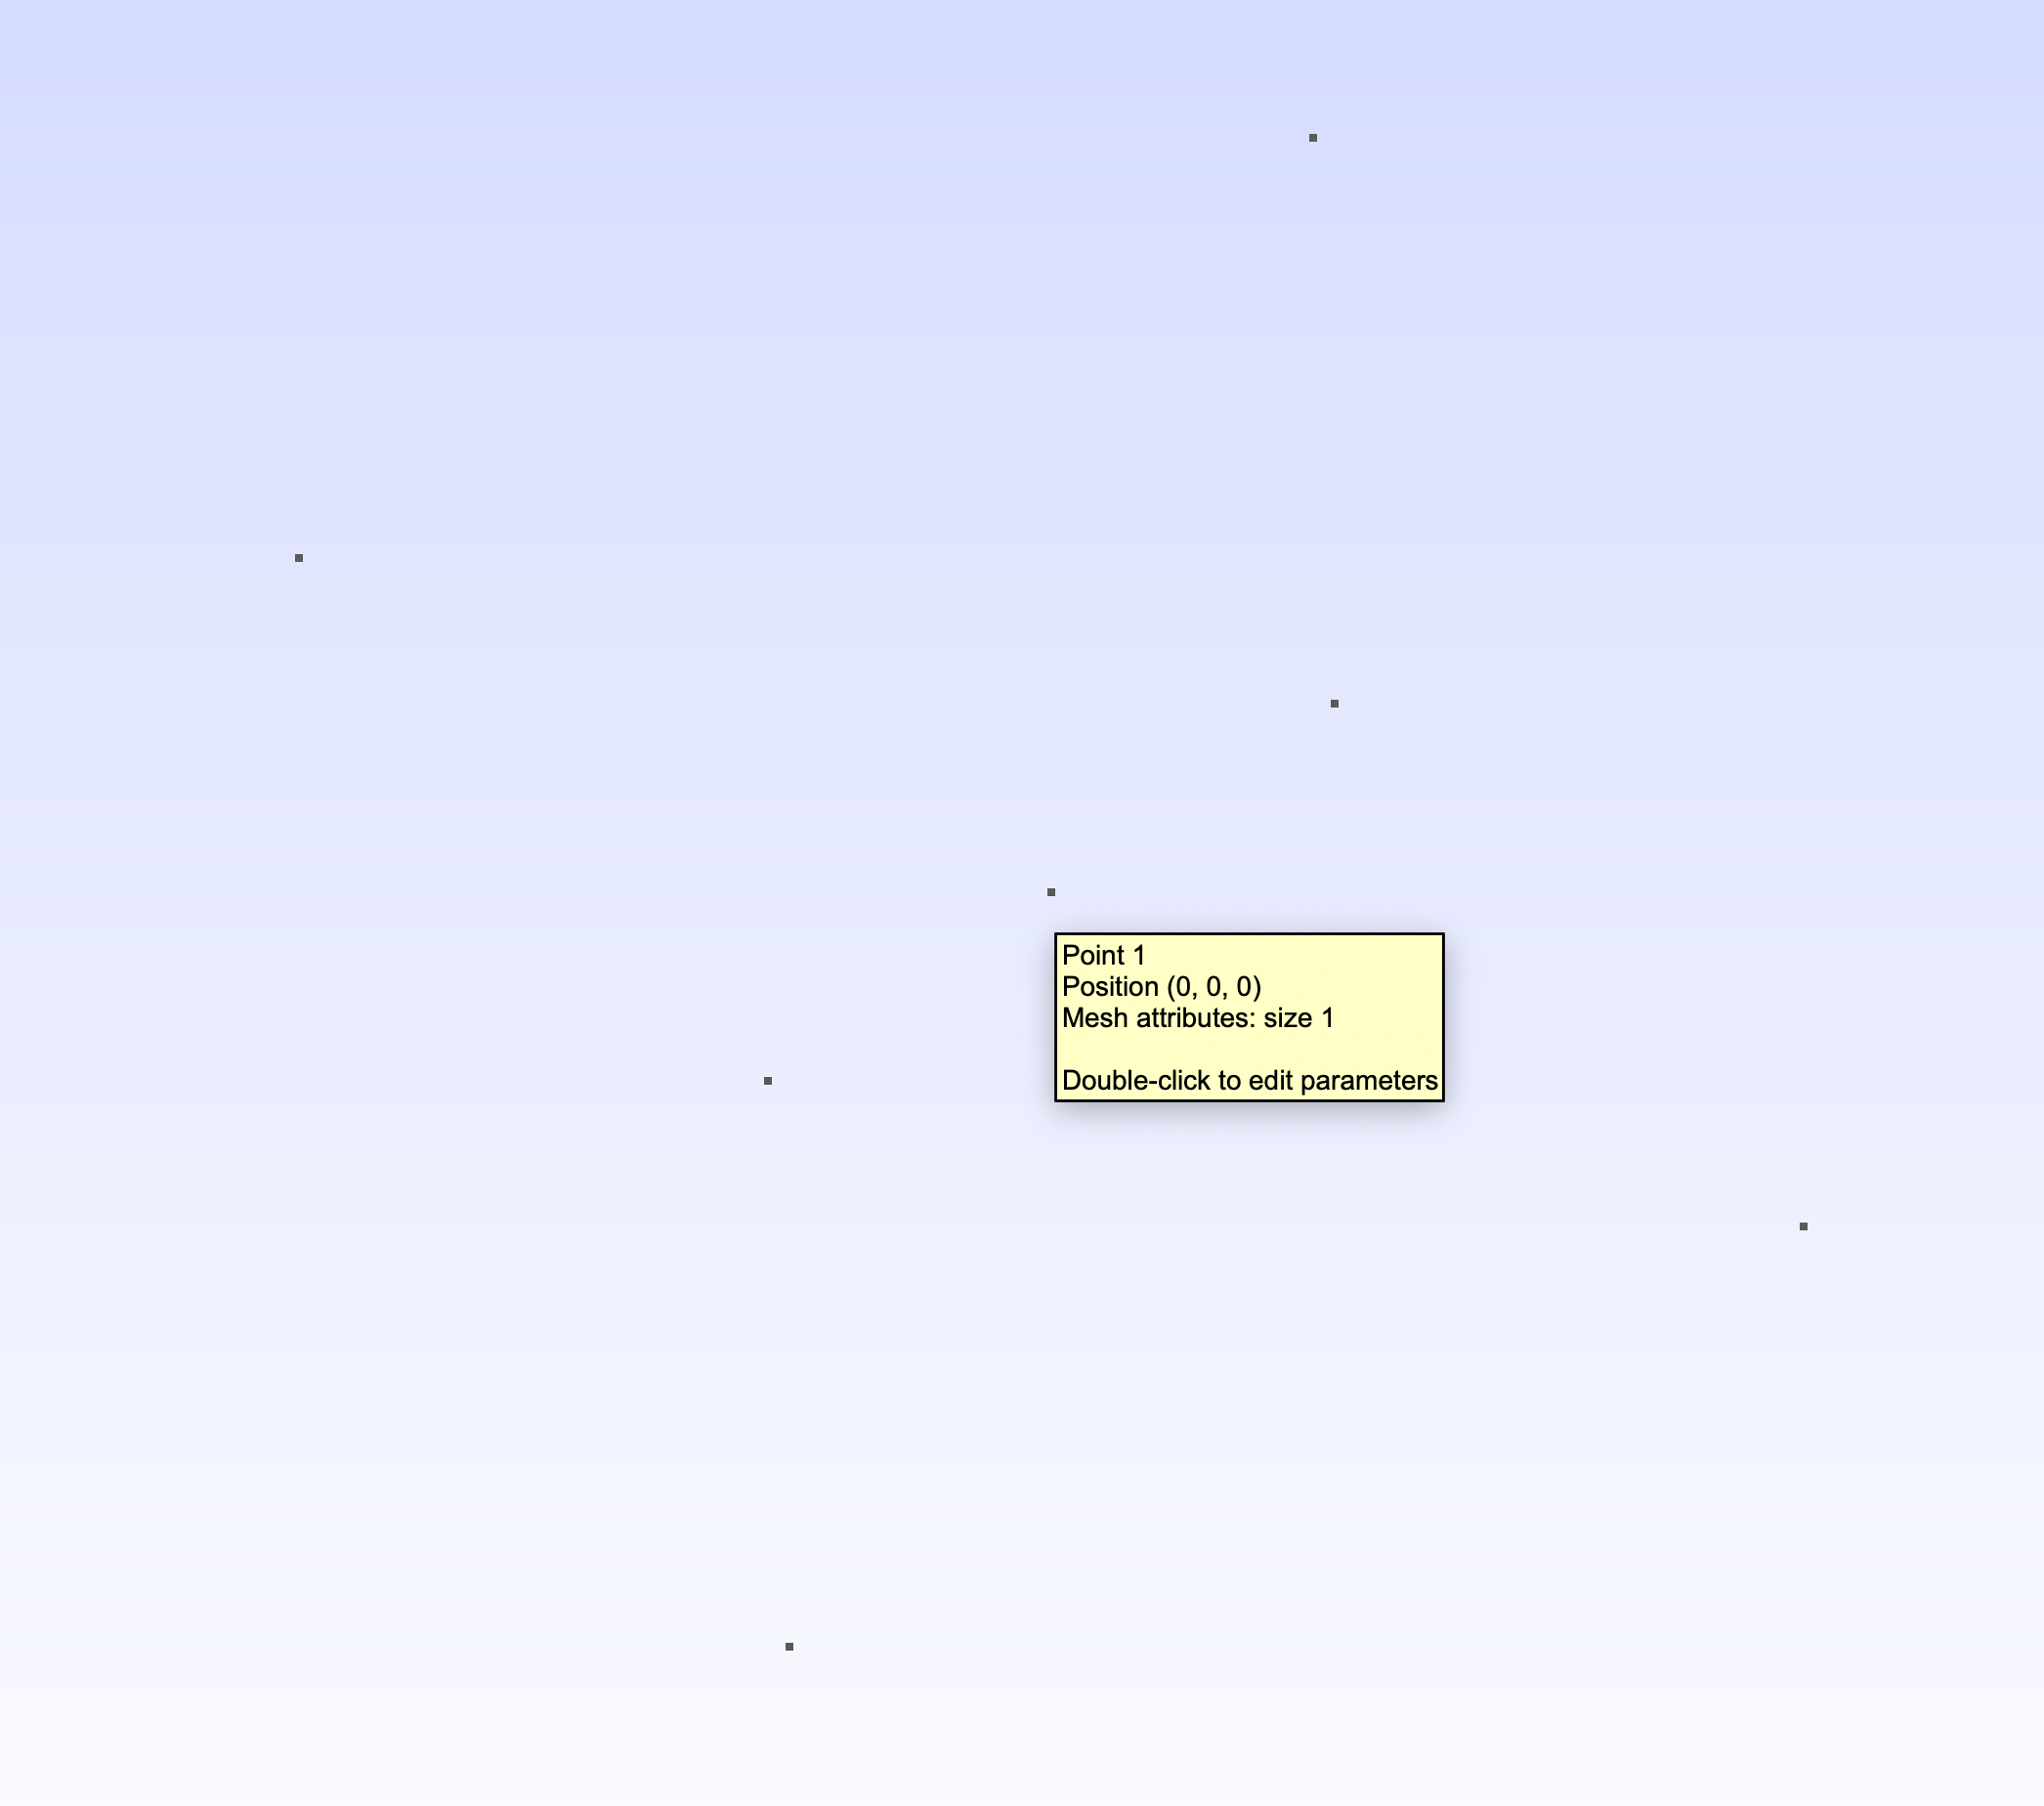 Point 1
Position (0, 0, 0)
Mesh attributes: size 1
Double-click to edit parameters